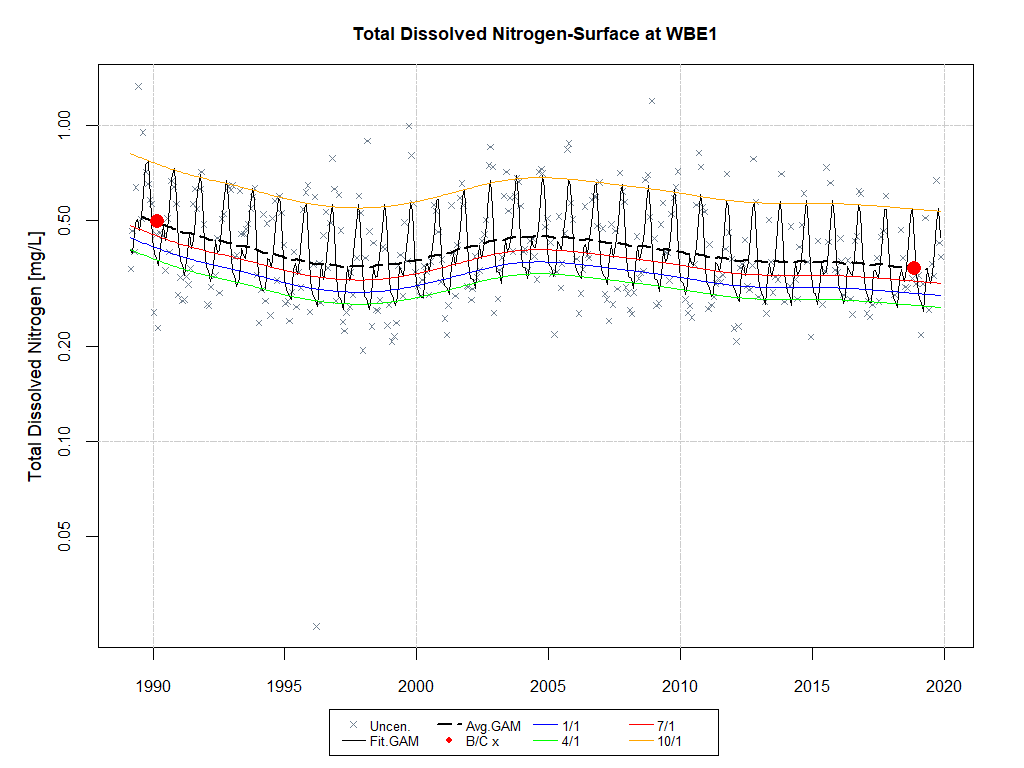 Total Dissolved Nitrogen-Surface at WBE1
Total Dissolved Nitrogen [mg/L]
1.00
0.50
0.20
0.10
0.05
1990 1995 2000 2005 2010 2015 2020
Uncen. Avg.GAM 1/1 7/1
Fit.GAM B/C x 4/1 10/1